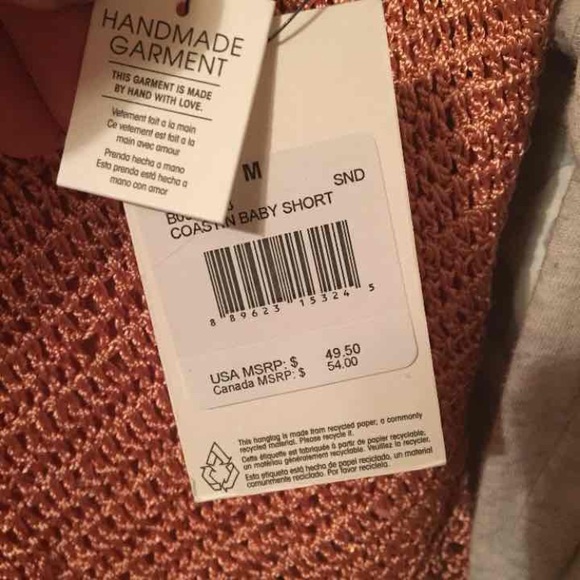 HANDMADE
GARMENT
THIS GARMENT IS MADE
BY HAND WITH LOVE.
Vetement fait a la main
Ce vetement est fait a la
main avec amour
Prenda hecha a mano
Esta prenda está hecha a
mano con amor
M
SND
COASTIN BABY SHORT
8 89623 15324 5
USA MSRP: $ 49.50
Canada MSRP: $ 54.00
This hangtag is made from recycled paper, a commonly
recycled material. Please recycle it.
Cette étiquette est fabriquée à partir de papier recyclable,
un matériau généralement recyclable. Veuillez la recycler.
Esta etiqueta está hecha de papel reciclado, un material
comunmente reciclado. Por favor recíclela.